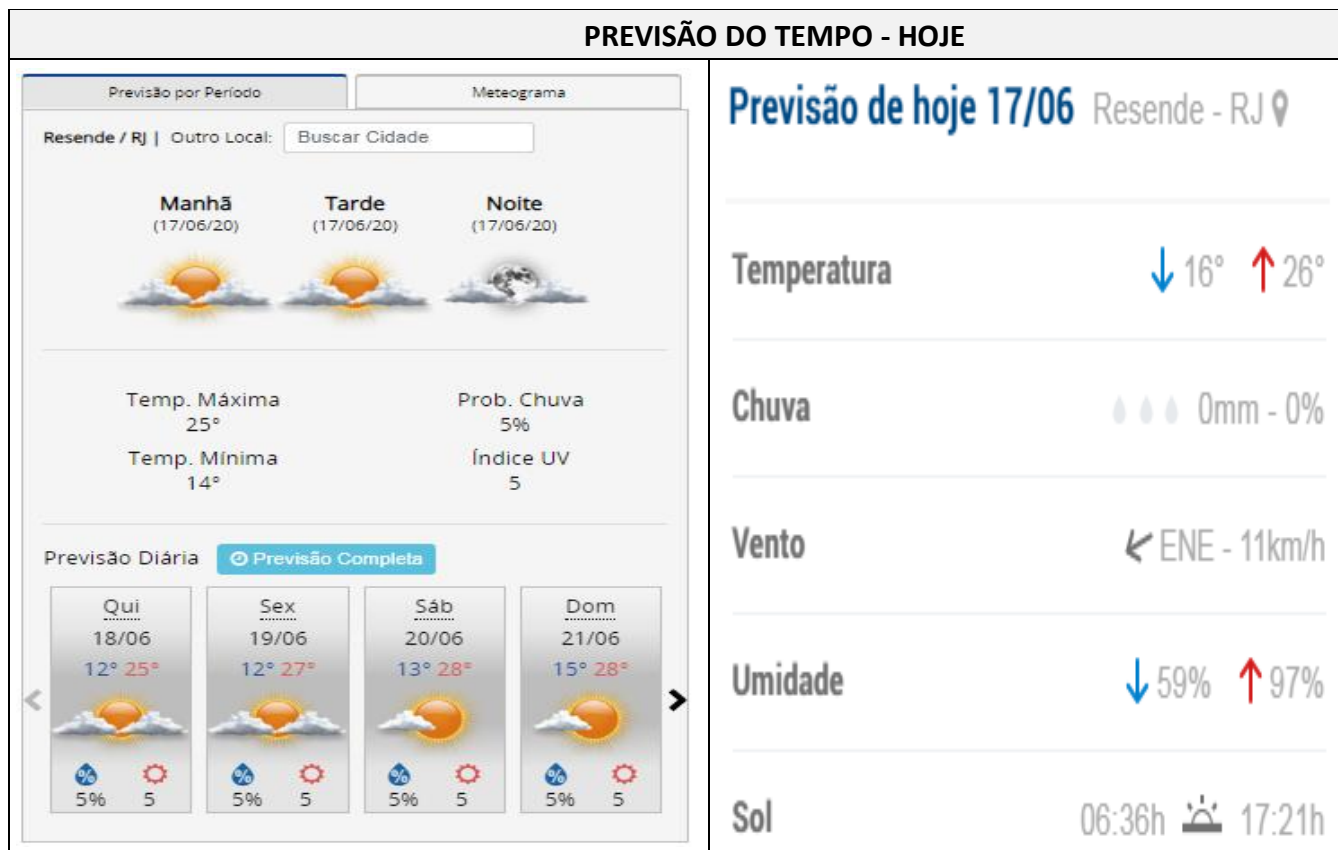 PREVISÃO DO TEMPO - HOJE
Previsão por Período
Meteograma
Resende / RJ | Outro Local: Buscar Cidade
Manhã Tarde Noite
(17/06/20) (17/06/20) (17/06/20)
Temp. Máxima Prob. Chuva
25° 5%
Temp. Mínima Índice UV
14° 5
Previsão Diária Previsão Completa
Qui Sex Sáb Dom
18/06 19/06 20/06 21/06
12° 25° 12° 27° 13° 28° 15° 28°
% % % %
5% 5 5% 5 5% 5 5% 5
Previsão de hoje 17/06 Resende - RJ
Temperatura 16° 26°
Chuva 0mm - 0%
Vento ENE - 11km/h
Umidade 59% 97%
Sol 06:36h 17:21h